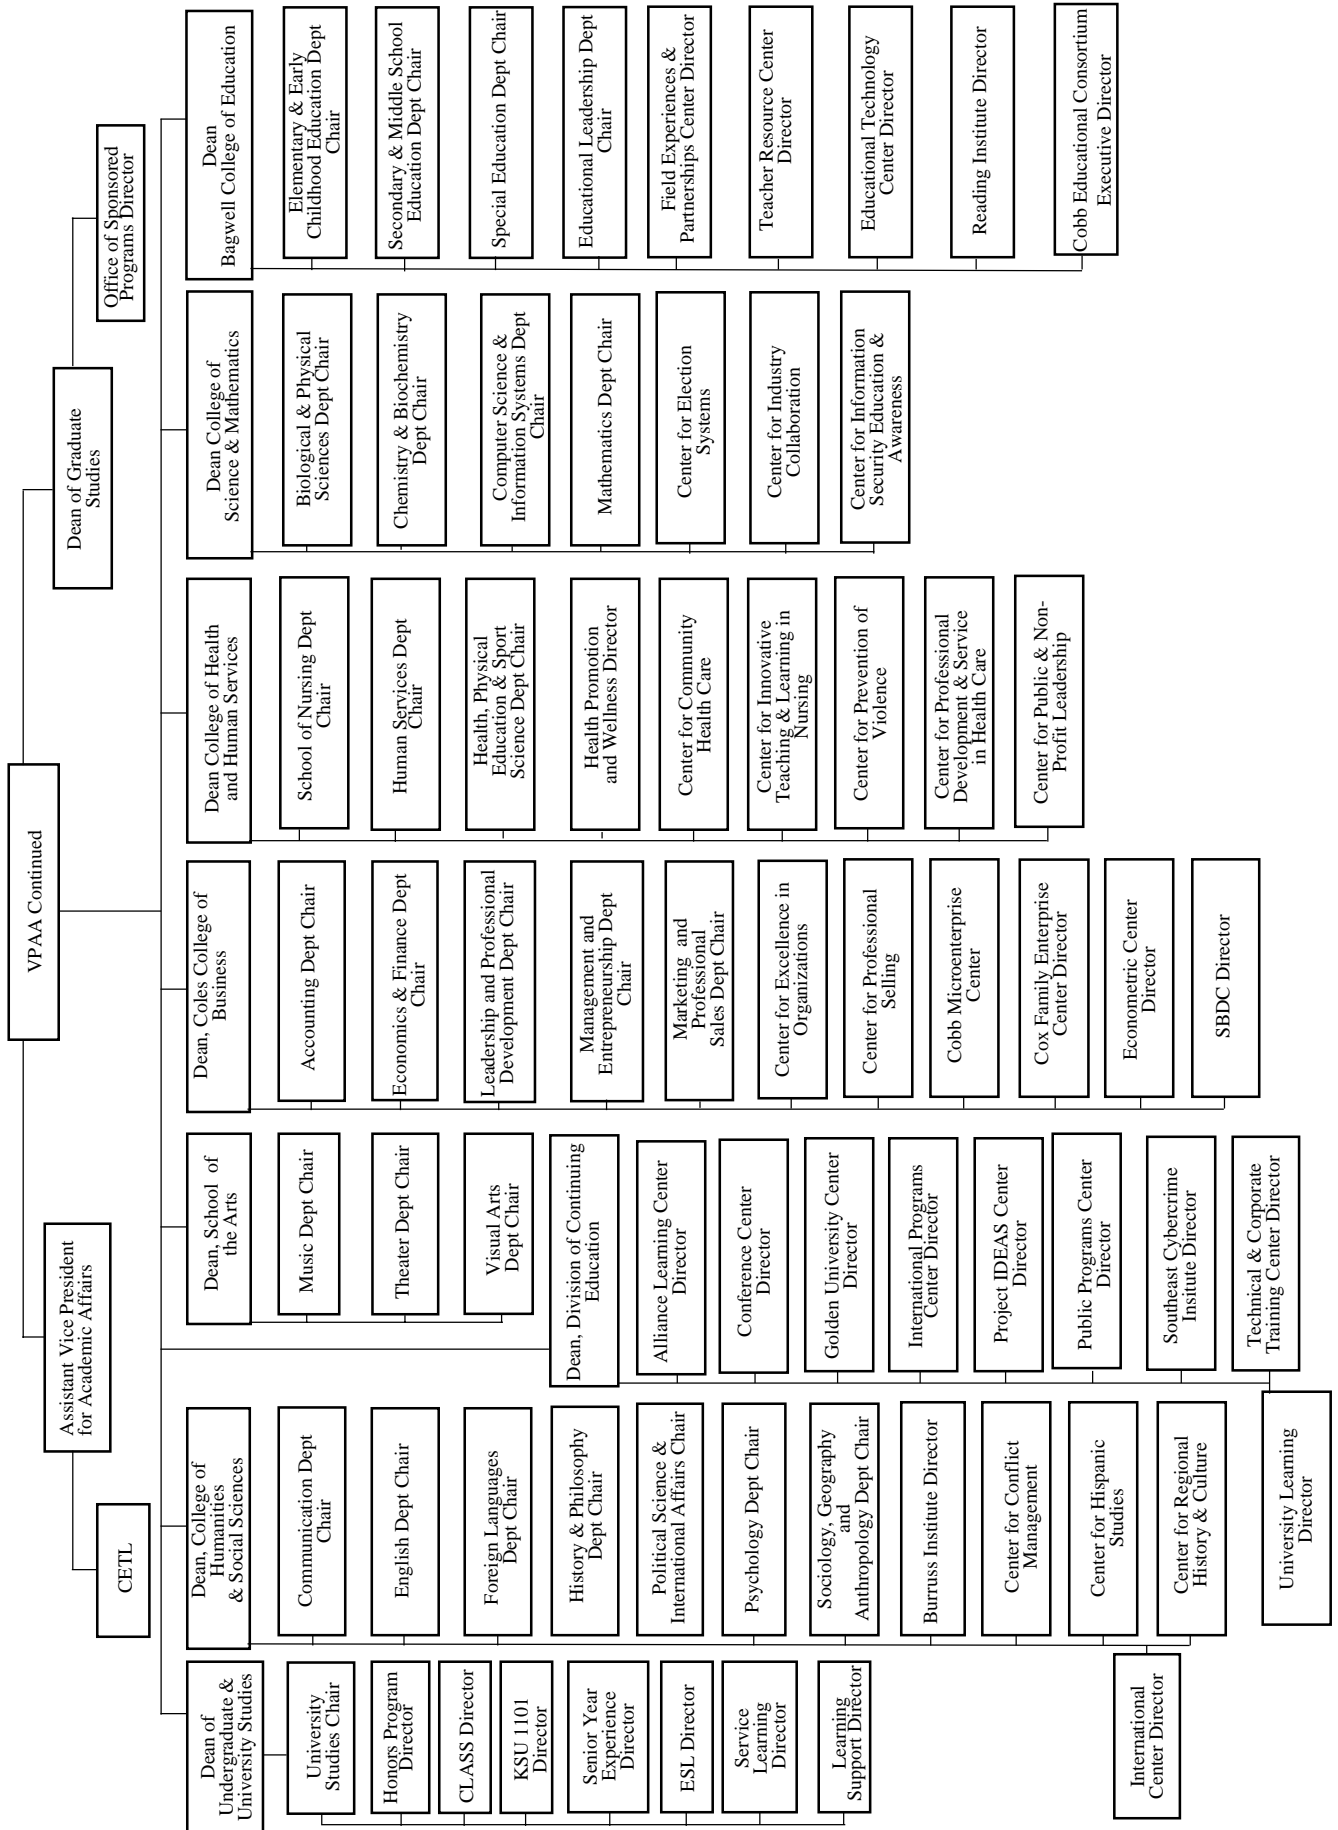 VPAA Continued
Assistant Vice President
for Academic Affairs
Dean of Graduate
Studies
CETL
Office of Sponsored
Programs Director
Dean of
Undergraduate &
University Studies
University
Studies Chair
Honors Program
Director
CLASS Director
KSU 1101
Director
Senior Year
Experience
Director
ESL Director
Service
Learning
Director
Learning
Support Director
Dean, College of
Humanities
& Social Sciences
Communication Dept
Chair
English Dept Chair
Foreign Languages
Dept Chair
History & Philosophy
Dept Chair
Political Science &
International Affairs Chair
Psychology Dept Chair
Sociology, Geography
and
Anthropology Dept Chair
Burruss Institute Director
Center for Conflict
Management
Center for Hispanic
Studies
Center for Regional
History & Culture
International
Center Director
Dean, School of
the Arts
Music Dept Chair
Theater Dept Chair
Visual Arts
Dept Chair
Dean, Division of Continuing
Education
Alliance Learning Center
Director
Conference Center
Director
Golden University Center
Director
International Programs
Center Director
Project IDEAS Center
Director
Public Programs Center
Director
Southeast Cybercrime
Insitute Director
Technical & Corporate
Training Center Director
University Learning
Director
Dean, Coles College of
Business
Accounting Dept Chair
Economics & Finance Dept
Chair
Leadership and Professional
Development Dept Chair
Management and
Entrepreneurship Dept
Chair
Marketing and
Professional
Sales Dept Chair
Center for Excellence in
Organizations
Center for Professional
Selling
Cobb Microenterprise
Center
Cox Family Enterprise
Center Director
Econometric Center
Director
SBDC Director
Dean College of Health
and Human Services
School of Nursing Dept
Chair
Human Services Dept
Chair
Health, Physical
Education & Sport
Science Dept Chair
Health Promotion
and Wellness Director
Center for Community
Health Care
Center for Innovative
Teaching & Learning in
Nursing
Center for Prevention of
Violence
Center for Professional
Development & Service
in Health Care
Center for Public & Non-
Profit Leadership
Dean College of
Science & Mathematics
Biological & Physical
Sciences Dept Chair
Chemistry & Biochemistry
Dept Chair
Computer Science &
Information Systems Dept
Chair
Mathematics Dept Chair
Center for Election
Systems
Center for Industry
Collaboration
Center for Information
Security Education &
Awareness
Dean
Bagwell College of Education
Elementary & Early
Childhood Education Dept
Chair
Secondary & Middle School
Education Dept Chair
Special Education Dept Chair
Educational Leadership Dept
Chair
Field Experiences &
Partnerships Center Director
Teacher Resource Center
Director
Educational Technology
Center Director
Reading Institute Director
Cobb Educational Consortium
Executive Director